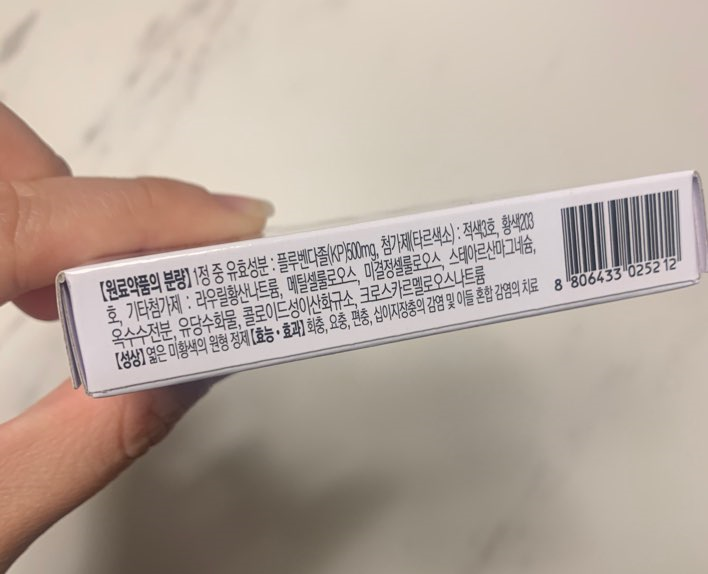 [원료약품의 분량] 1정 중 유효성분 : 플루벤다졸(KP)500mg, 첨가제(타르색소) : 적색3호, 황색203
호, 기타첨가제 : 라우릴황산나트륨, 메틸셀룰로오스, 미결정셀룰로오스, 스테아르산마그네슘,
옥수수전분, 유당수화물, 콜로이드성이산화규소, 크로스카르멜로오스나트륨
[성상] 엷은 미황색의 원형 정제 [효능·효과] 회충, 요충, 편충, 십이지장충의 감염 및 이들 혼합 감염의 치료
8 806433 025212